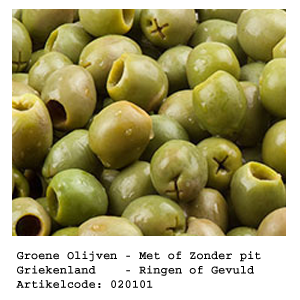 Groene Olijven - Met of Zonder pit
Griekenland    - Ringen of Gevuld
Artikelcode: 020101